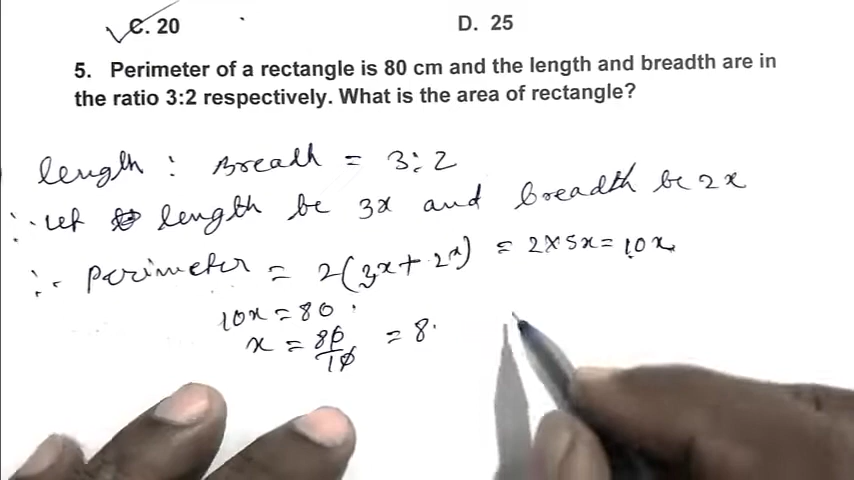 C. 20 D. 25
5. Perimeter of a rectangle is 80 cm and the length and breadth are in
the ratio 3:2 respectively. What is the area of rectangle?
length : Breath = 3:2
∴ Let length be 3x and breadth be 2x
∴ Perimeter = 2(3x+2x) = 2×5x=10x
10x=80
x = 80/10 = 8